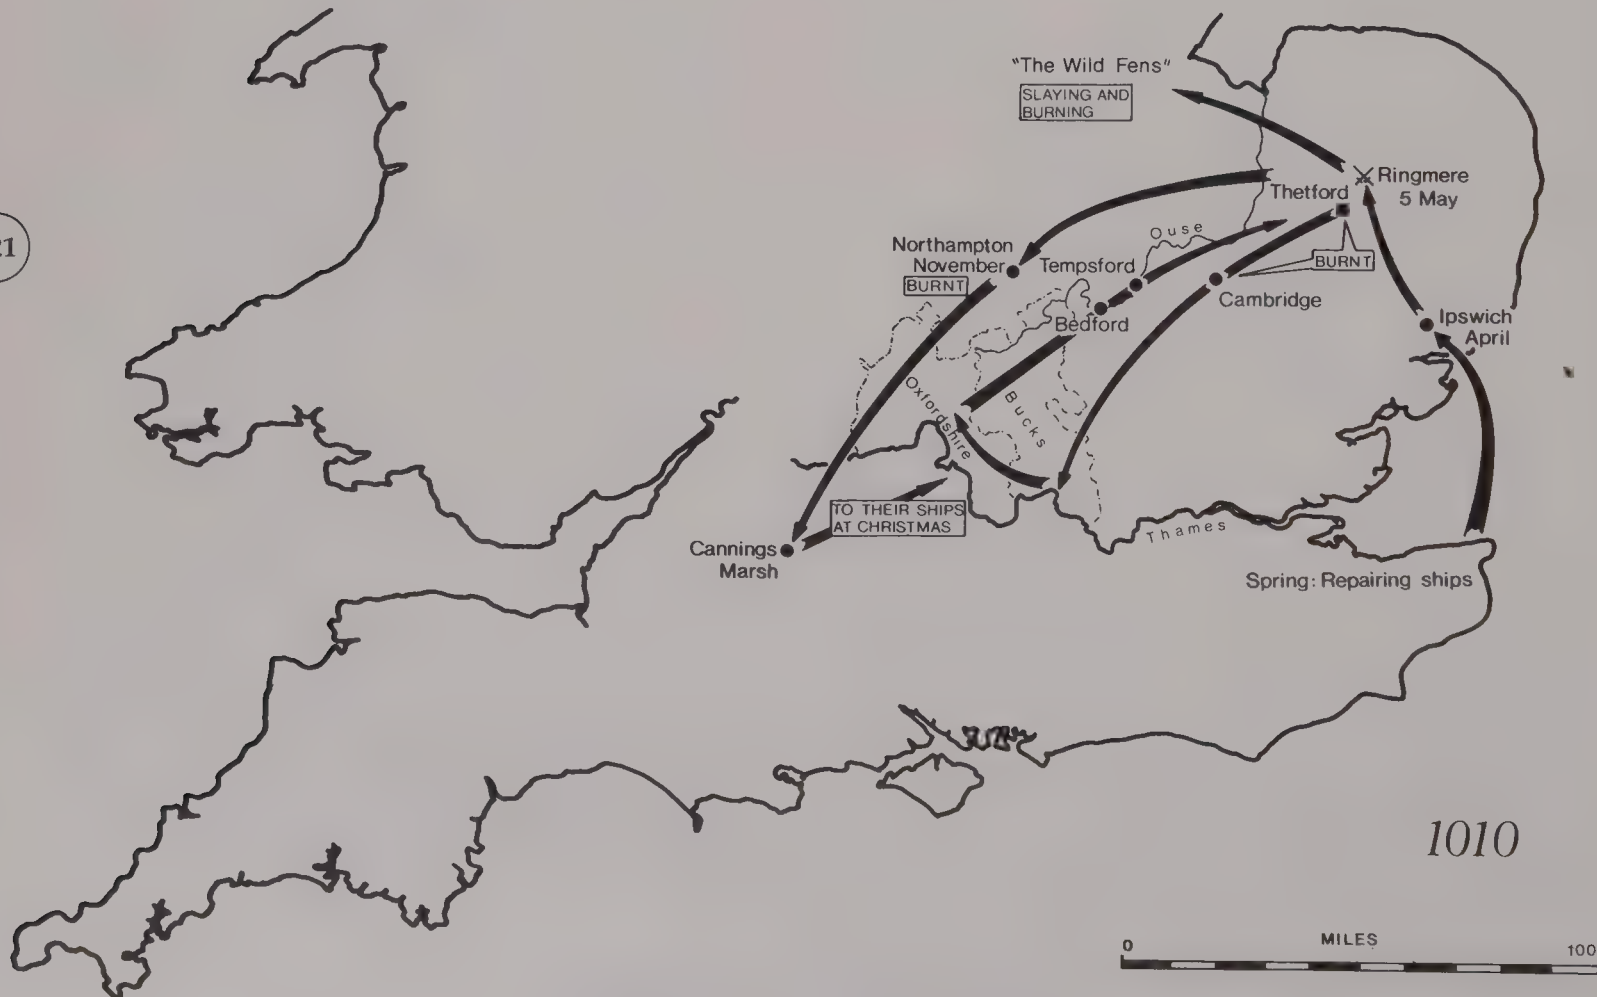 "The Wild Fens"
SLAYING AND
BURNING
Ringmere
5 May
Thetford
Ouse
BURNT
Northampton
November
BURNT
Tempsford
Bedford
Cambridge
Ipswich
April
Oxfordshire
Bucks
TO THEIR SHIPS
AT CHRISTMAS
Thames
Cannings
Marsh
Spring: Repairing ships
1010
0
MILES
100